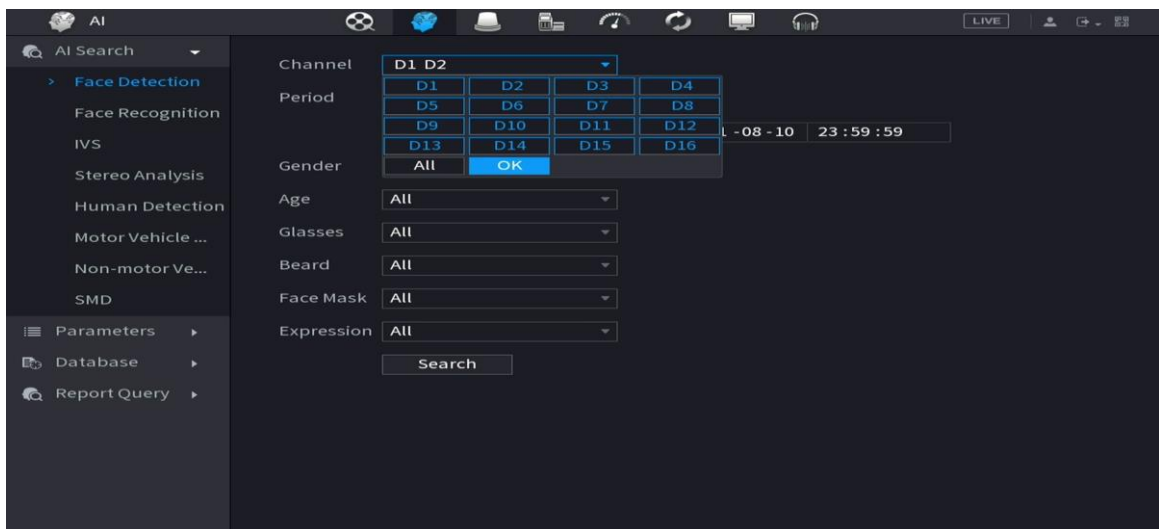 AI LIVE
AI Search
Face Detection
Face Recognition
IVS
Stereo Analysis
Human Detection
Motor Vehicle ...
Non-motor Ve...
SMD
Parameters
Database
Report Query
Channel D1 D2
D1 D2 D3 D4
Period
D5 D6 D7 D8
D9 D10 D11 D12
-08 -10 23 : 59 : 59
D13 D14 D15 D16
Gender
All OK
Age All
Glasses All
Beard All
Face Mask All
Expression All
Search